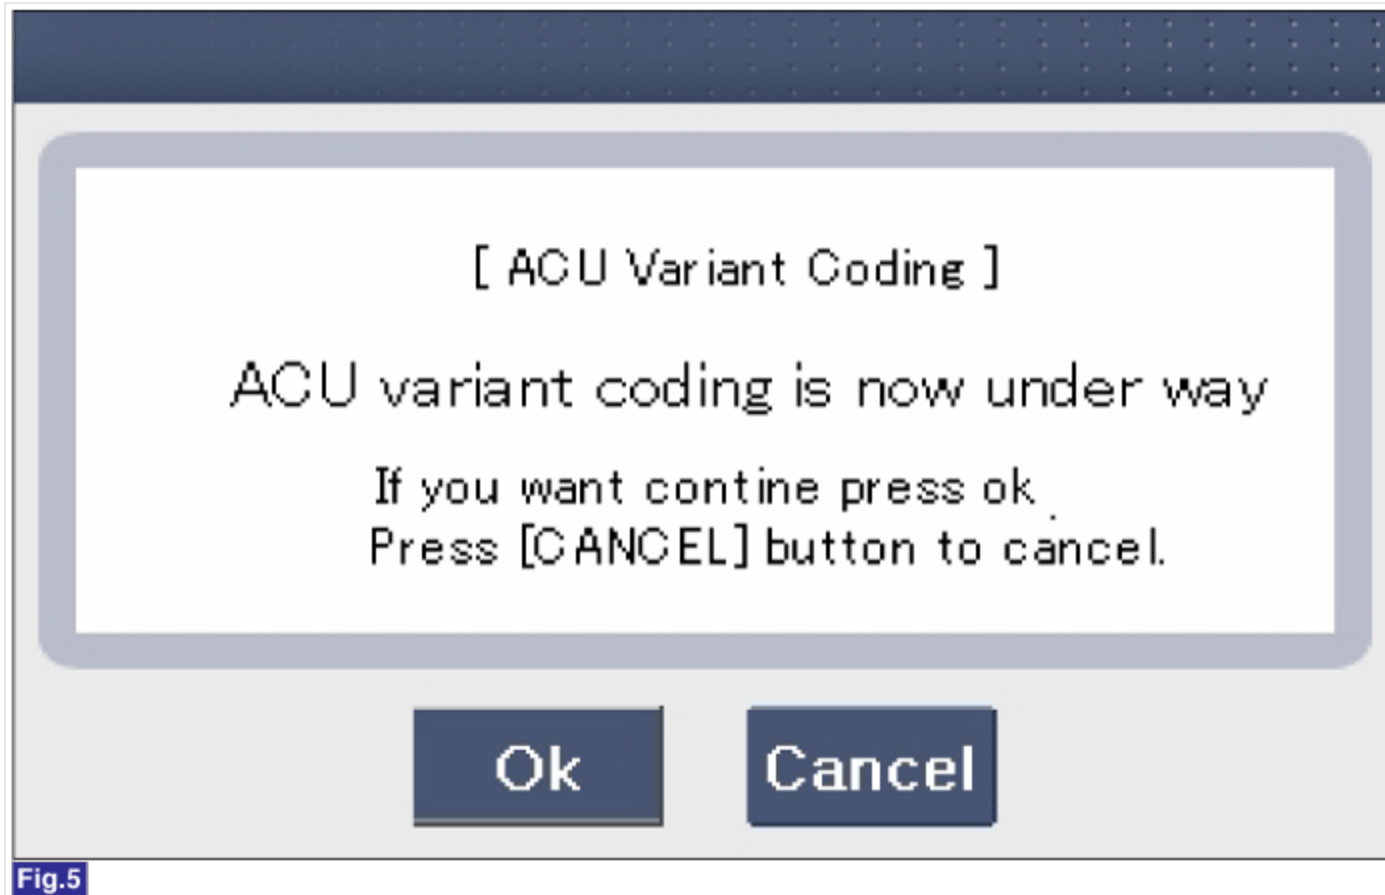 [ ACU Variant Coding ]
ACU variant coding is now under way
If you want contine press ok
Press [CANCEL] button to cancel.
Ok Cancel
Fig.5